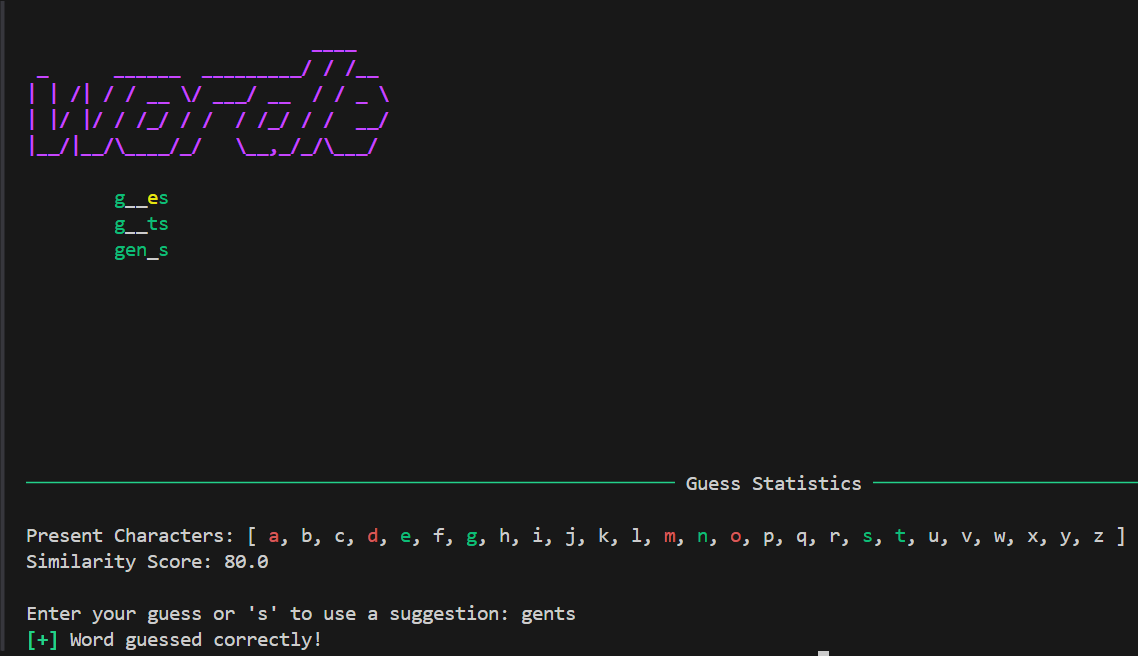 Wordle
g__es
g__ts
gen_s
Guess Statistics
Present Characters: [ a, b, c, d, e, f, g, h, i, j, k, l, m, n, o, p, q, r, s, t, u, v, w, x, y, z ]
Similarity Score: 80.0
Enter your guess or 's' to use a suggestion: gents
[+] Word guessed correctly!